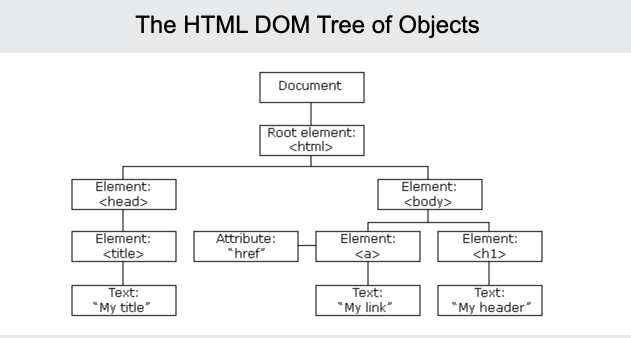 The HTML DOM Tree of Objects
Document
Root element:
<html>
Element:
<head>
Element:
<body>
Element:
<title>
Attribute:
"href"
Element:
<a>
Element:
<h1>
Text:
"My title"
Text:
"My link"
Text:
"My header"